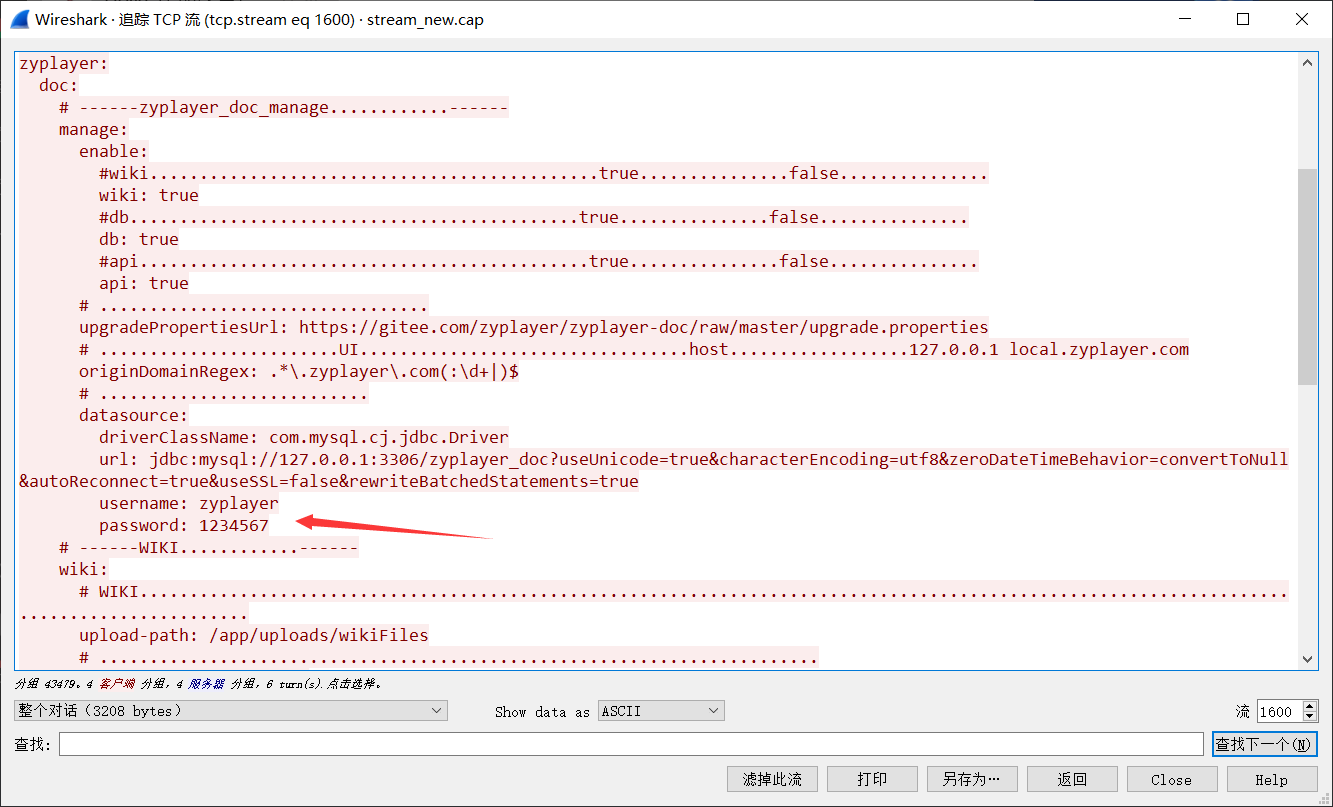 Wireshark · 追踪 TCP 流 (tcp.stream eq 1600) · stream_new.cap
zyplayer:
doc:
# ------zyplayer_doc_manage............------
manage:
enable:
#wiki.............................................true...............false...............
wiki: true
#db.............................................true...............false...............
db: true
#api.............................................true...............false...............
api: true
# .................................
upgradePropertiesUrl: https://gitee.com/zyplayer/zyplayer-doc/raw/master/upgrade.properties
# ........................UI.................................host..................127.0.0.1 local.zyplayer.com
originDomainRegex: .*\.zyplayer\.com(:\d+|)$
# ...........................
datasource:
driverClassName: com.mysql.cj.jdbc.Driver
url: jdbc:mysql://127.0.0.1:3306/zyplayer_doc?useUnicode=true&characterEncoding=utf8&zeroDateTimeBehavior=convertToNull
&autoReconnect=true&useSSL=false&rewriteBatchedStatements=true
username: zyplayer
password: 1234567
# ------WIKI............------
wiki:
# WIKI...................................................................................................................
.......................
upload-path: /app/uploads/wikiFiles
# ........................................................................
分组 43479。4 客户端 分组，4 服务器 分组，6 turn(s).点击选择。
整个对话（3208 bytes）
Show data as
ASCII
流
1600
查找：
查找下一个(N)
滤掉此流
打印
另存为…
返回
Close
Help